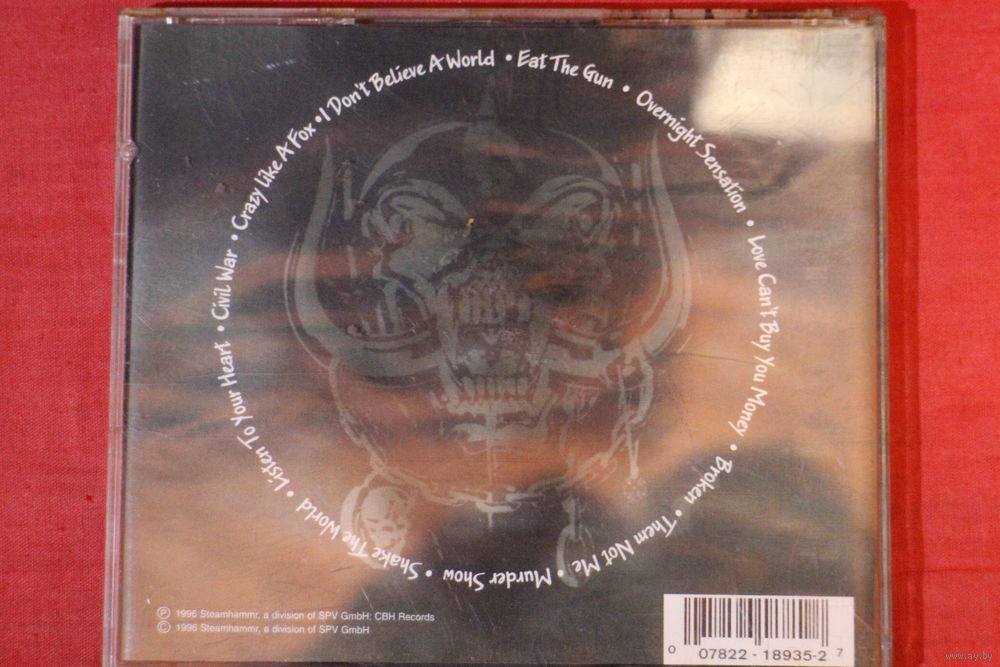 Civil War • Crazy Like A Fox • I Don't Believe A World • Eat The Gun • Overnight Sensation • Love Can't Buy You Money • Broken • Them Not Me • Murder Show • Shake The World • Listen To Your Heart •
℗ 1996 Steamhammr, a division of SPV GmbH; CBH Records
© 1996 Steamhammr, a division of SPV GmbH
0 07822 - 18935-2 7
www.ay.by